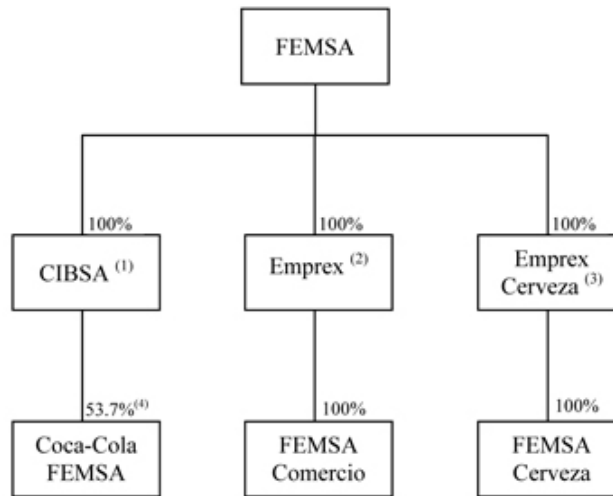 FEMSA
100%
100%
100%
CIBSA (1)
Emprex (2)
Emprex
Cerveza (3)
53.7%(4)
100%
100%
Coca-Cola
FEMSA
FEMSA
Comercio
FEMSA
Cerveza